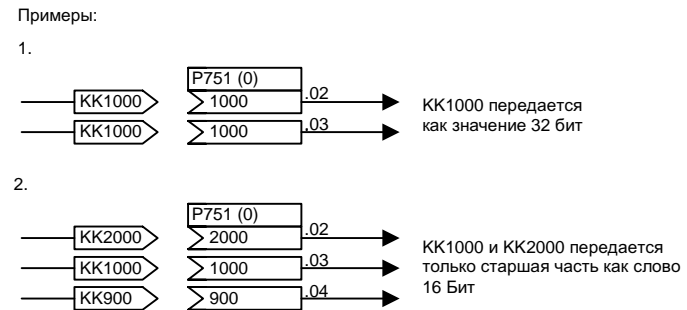 Примеры:
1.
P751 (0)
KK1000 1000 .02
KK1000 1000 .03
KK1000 передается
как значение 32 бит
2.
P751 (0)
KK2000 2000 .02
KK1000 1000 .03
KK900 900 .04
KK1000 и KK2000 передается
только старшая часть как слово
16 Бит